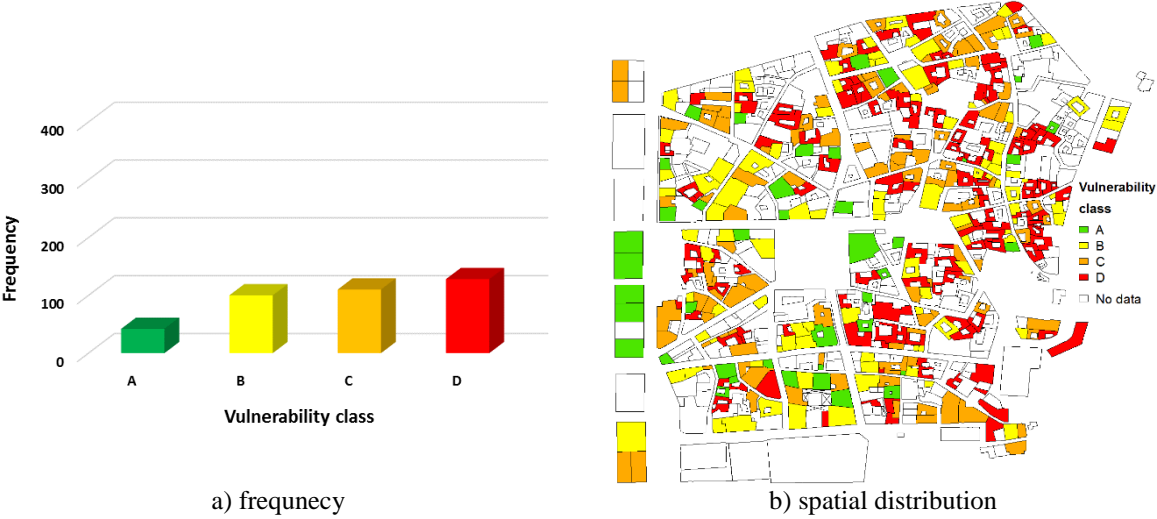 400
300
200
100
0
Frequency
A B C D
Vulnerability class
a) frequnecy
Vulnerability
class
A
B
C
D
No data
b) spatial distribution